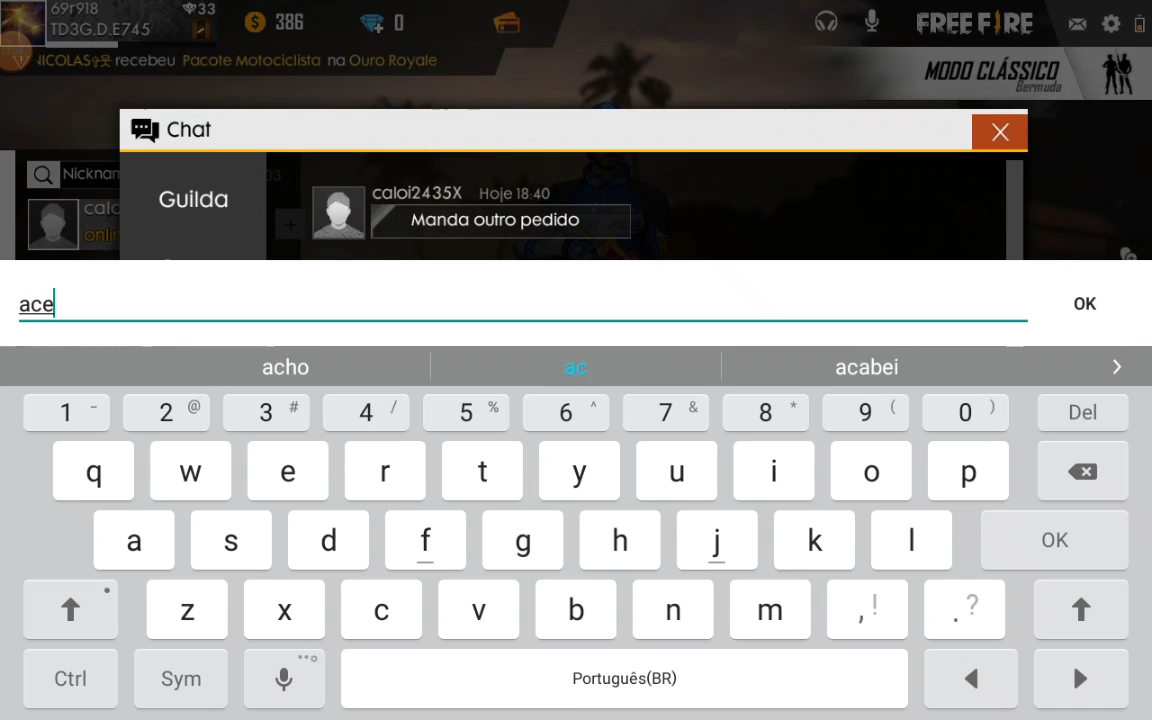 69r918
33
TD3G.D.E745
386
0
FREE FIRE
recebeu Pacote Motociclista na Ouro Royale
MODO CLÁSSICO
Bermuda
Chat
Guilda
caloi2435X Hoje 18:40
Manda outro pedido
ace
OK
acho ac acabei >
1 - 2 @ 3 # 4 / 5 % 6 ^ 7 & 8 * 9 ( 0 ) Del
q w e r t y u i o p
a s d f g h j k l OK
z x c v b n m , ! . ?
Ctrl Sym Português(BR)